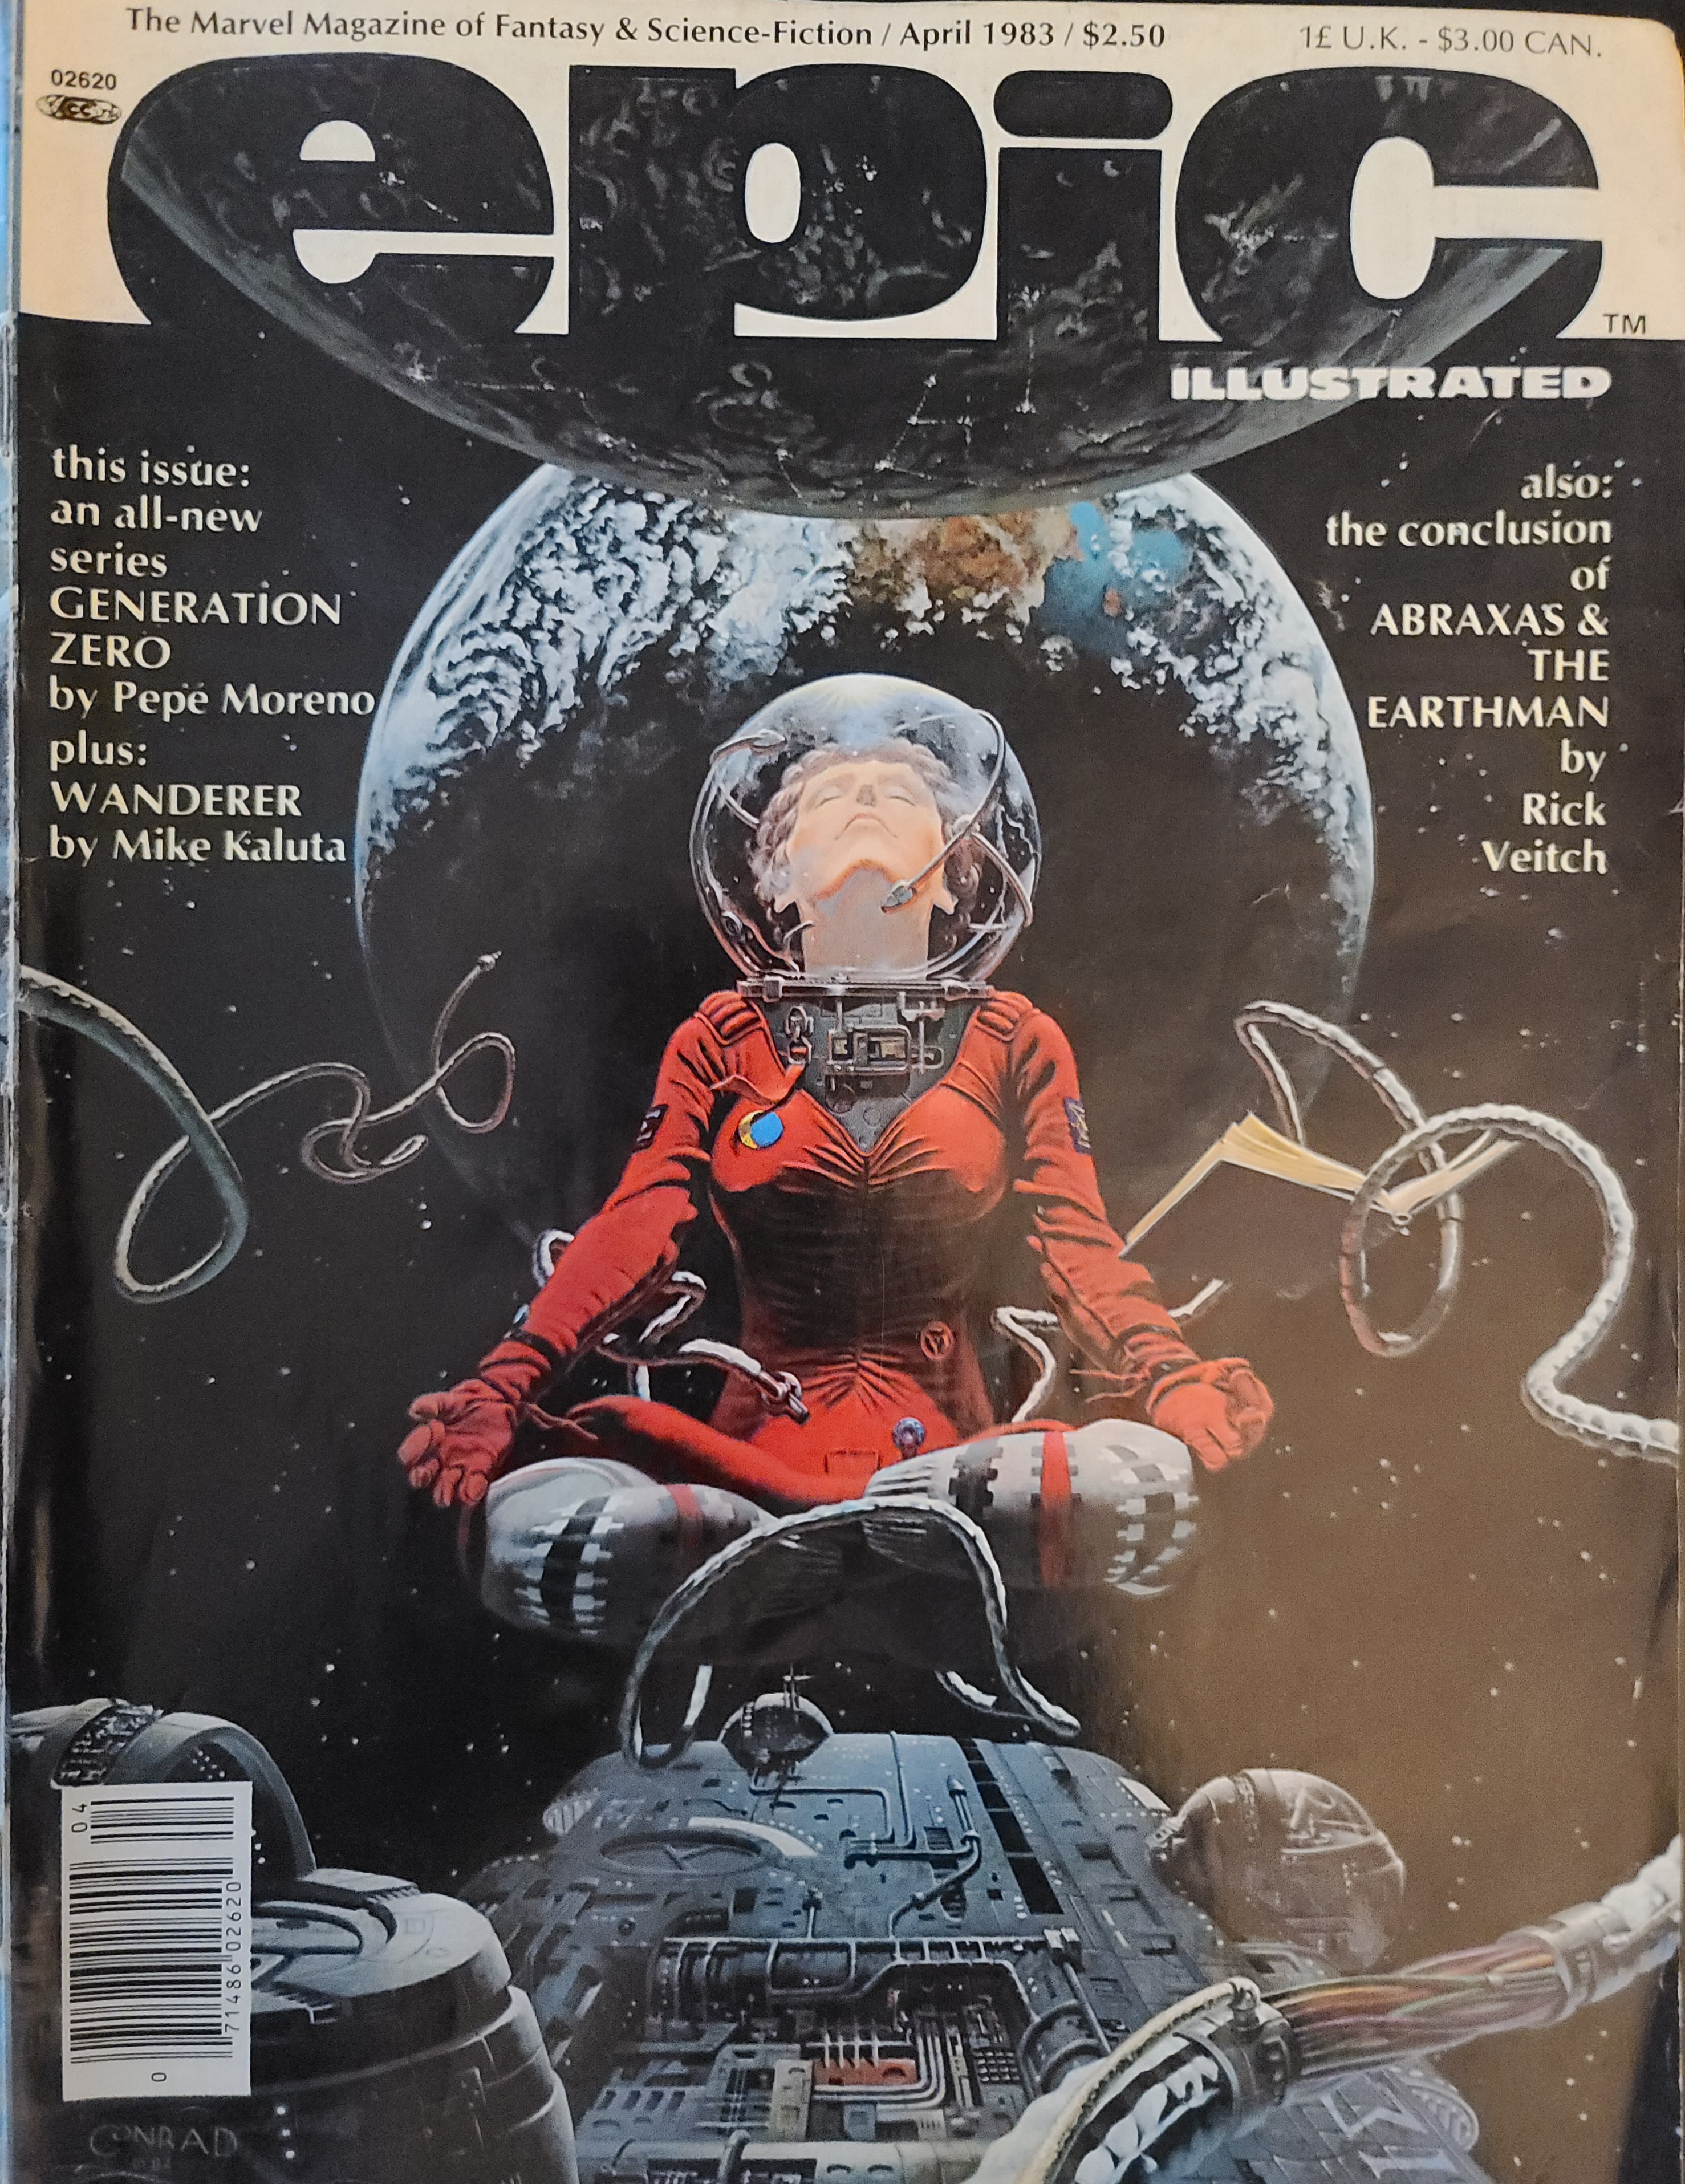 The Marvel Magazine of Fantasy & Science-Fiction / April 1983 / $2.50
1£ U.K. - $3.00 CAN.
02620
epic
TM
ILLUSTRATED
this issue:
an all-new
series
GENERATION
ZERO
by Pepe Moreno
plus:
WANDERER
by Mike Kaluta
also:
the conclusion
of
ABRAXAS &
THE
EARTHMAN
by
Rick
Veitch
04
71486 02620
0
CONRAD